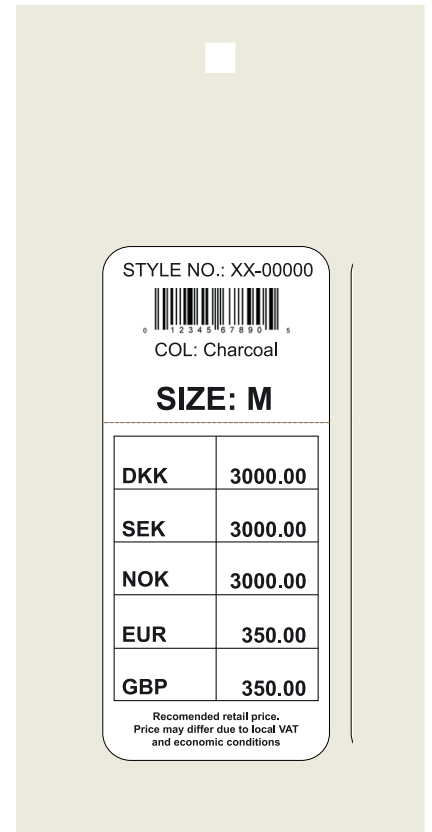 STYLE NO.: XX-00000
0 12345 67890 5
COL: Charcoal
SIZE: M
DKK 3000.00
SEK 3000.00
NOK 3000.00
EUR 350.00
GBP 350.00
Recomended retail price.
Price may differ due to local VAT
and economic conditions